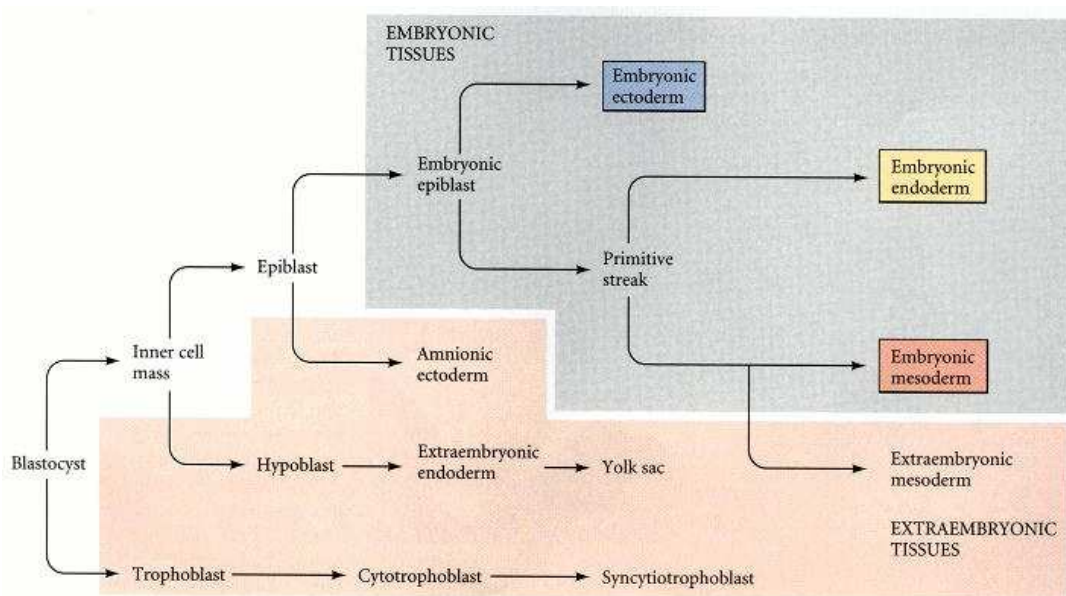 EMBRYONIC
TISSUES
Embryonic
ectoderm
Embryonic
epiblast
Embryonic
endoderm
Epiblast
Primitive
streak
Inner cell
mass
Amnionic
ectoderm
Embryonic
mesoderm
Blastocyst
Hypoblast
Extraembryonic
endoderm
Yolk sac
Extraembryonic
mesoderm
EXTRAEMBRYONIC
TISSUES
Trophoblast
Cytotrophoblast
Syncytiotrophoblast